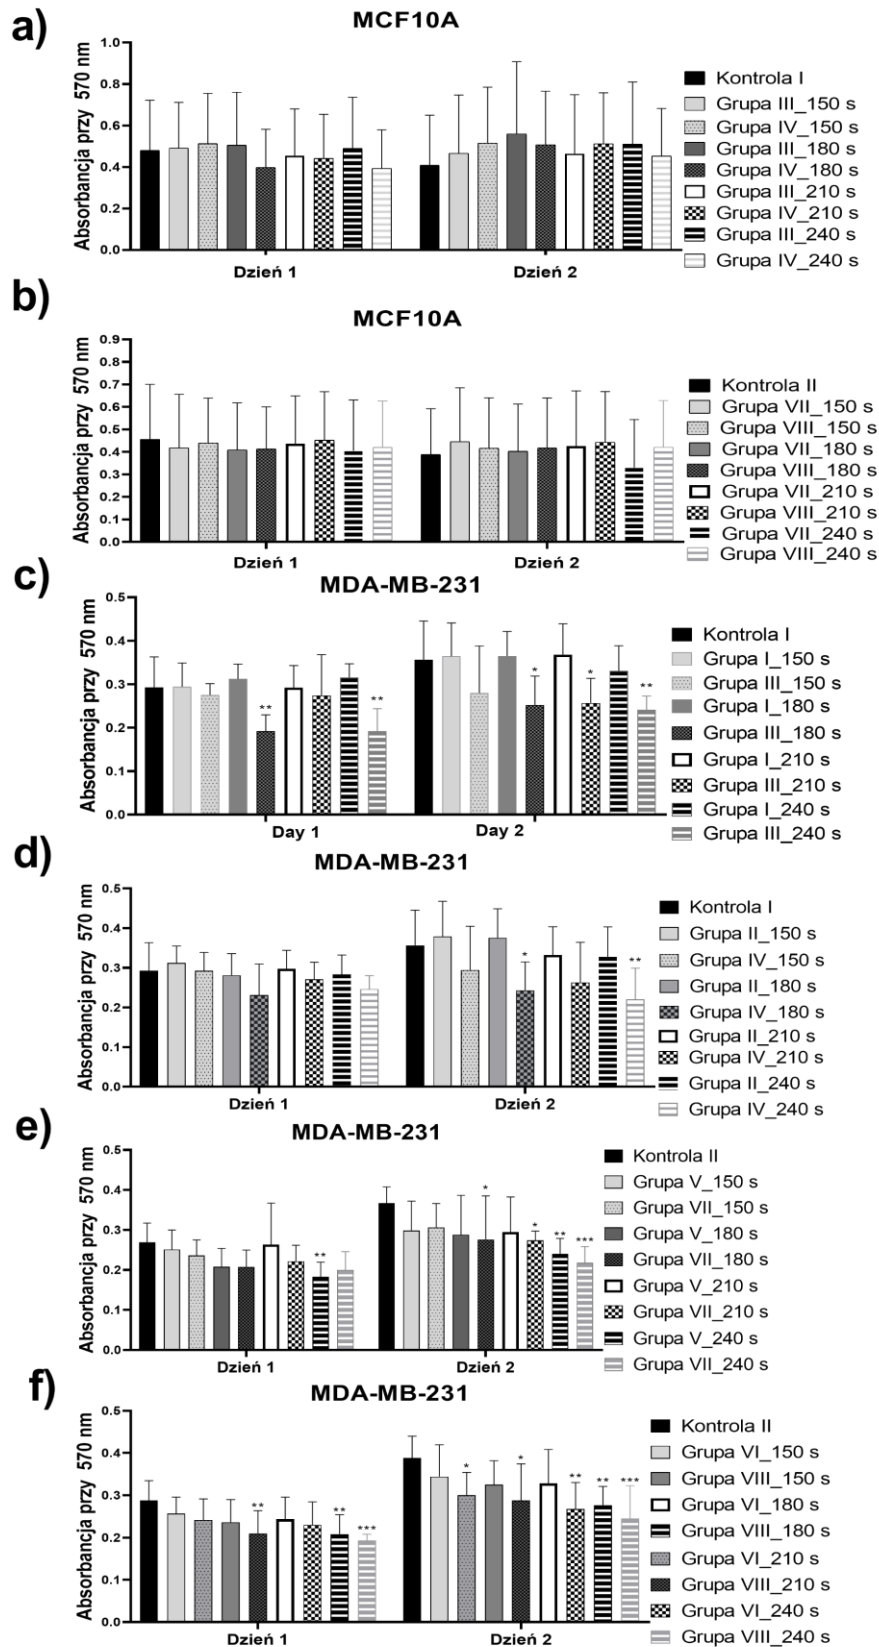 a)
MCF10A
Absorbancja przy 570 nm
1.0
0.8
0.6
0.4
0.2
0.0
Dzień 1
Dzień 2
Kontrola I
Grupa III_150 s
Grupa IV_150 s
Grupa III_180 s
Grupa IV_180 s
Grupa III_210 s
Grupa IV_210 s
Grupa III_240 s
Grupa IV_240 s
b)
MCF10A
Absorbancja przy 570 nm
0.9
0.8
0.7
0.6
0.5
0.4
0.3
0.2
0.1
0.0
Dzień 1
Dzień 2
Kontrola II
Grupa VII_150 s
Grupa VIII_150 s
Grupa VII_180 s
Grupa VIII_180 s
Grupa VII_210 s
Grupa VIII_210 s
Grupa VII_240 s
Grupa VIII_240 s
c)
MDA-MB-231
Absorbancja przy 570 nm
0.5
0.4
0.3
0.2
0.1
0.0
**
**
*
*
**
Day 1
Day 2
Kontrola I
Grupa I_150 s
Grupa III_150 s
Grupa I_180 s
Grupa III_180 s
Grupa I_210 s
Grupa III_210 s
Grupa I_240 s
Grupa III_240 s
d)
MDA-MB-231
Absorbancja przy 570 nm
0.5
0.4
0.3
0.2
0.1
0.0
*
**
Dzień 1
Dzień 2
Kontrola I
Grupa II_150 s
Grupa IV_150 s
Grupa II_180 s
Grupa IV_180 s
Grupa II_210 s
Grupa IV_210 s
Grupa II_240 s
Grupa IV_240 s
e)
MDA-MB-231
Absorbancja przy 570 nm
0.5
0.4
0.3
0.2
0.1
0.0
**
*
*
**
***
Dzień 1
Dzień 2
Kontrola II
Grupa V_150 s
Grupa VII_150 s
Grupa V_180 s
Grupa VII_180 s
Grupa V_210 s
Grupa VII_210 s
Grupa V_240 s
Grupa VII_240 s
f)
MDA-MB-231
Absorbancja przy 570 nm
0.5
0.4
0.3
0.2
0.1
0.0
**
**
***
*
*
**
**
***
Dzień 1
Dzień 2
Kontrola II
Grupa VI_150 s
Grupa VIII_150 s
Grupa VI_180 s
Grupa VIII_180 s
Grupa VI_210 s
Grupa VIII_210 s
Grupa VI_240 s
Grupa VIII_240 s